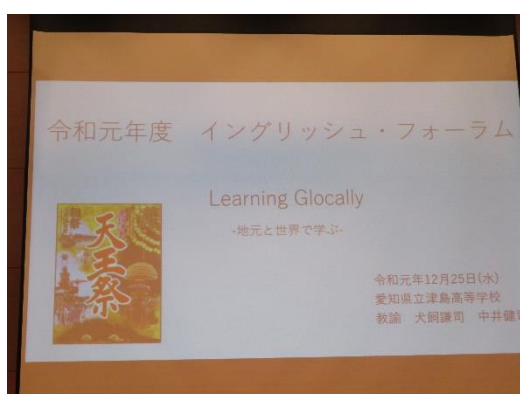 令和元年度　イングリッシュ・フォーラム
Learning Glocally
-地元と世界で学ぶ-
天王祭
令和元年12月25日(水)
愛知県立津島高等学校
教諭　犬飼謙司　中井健